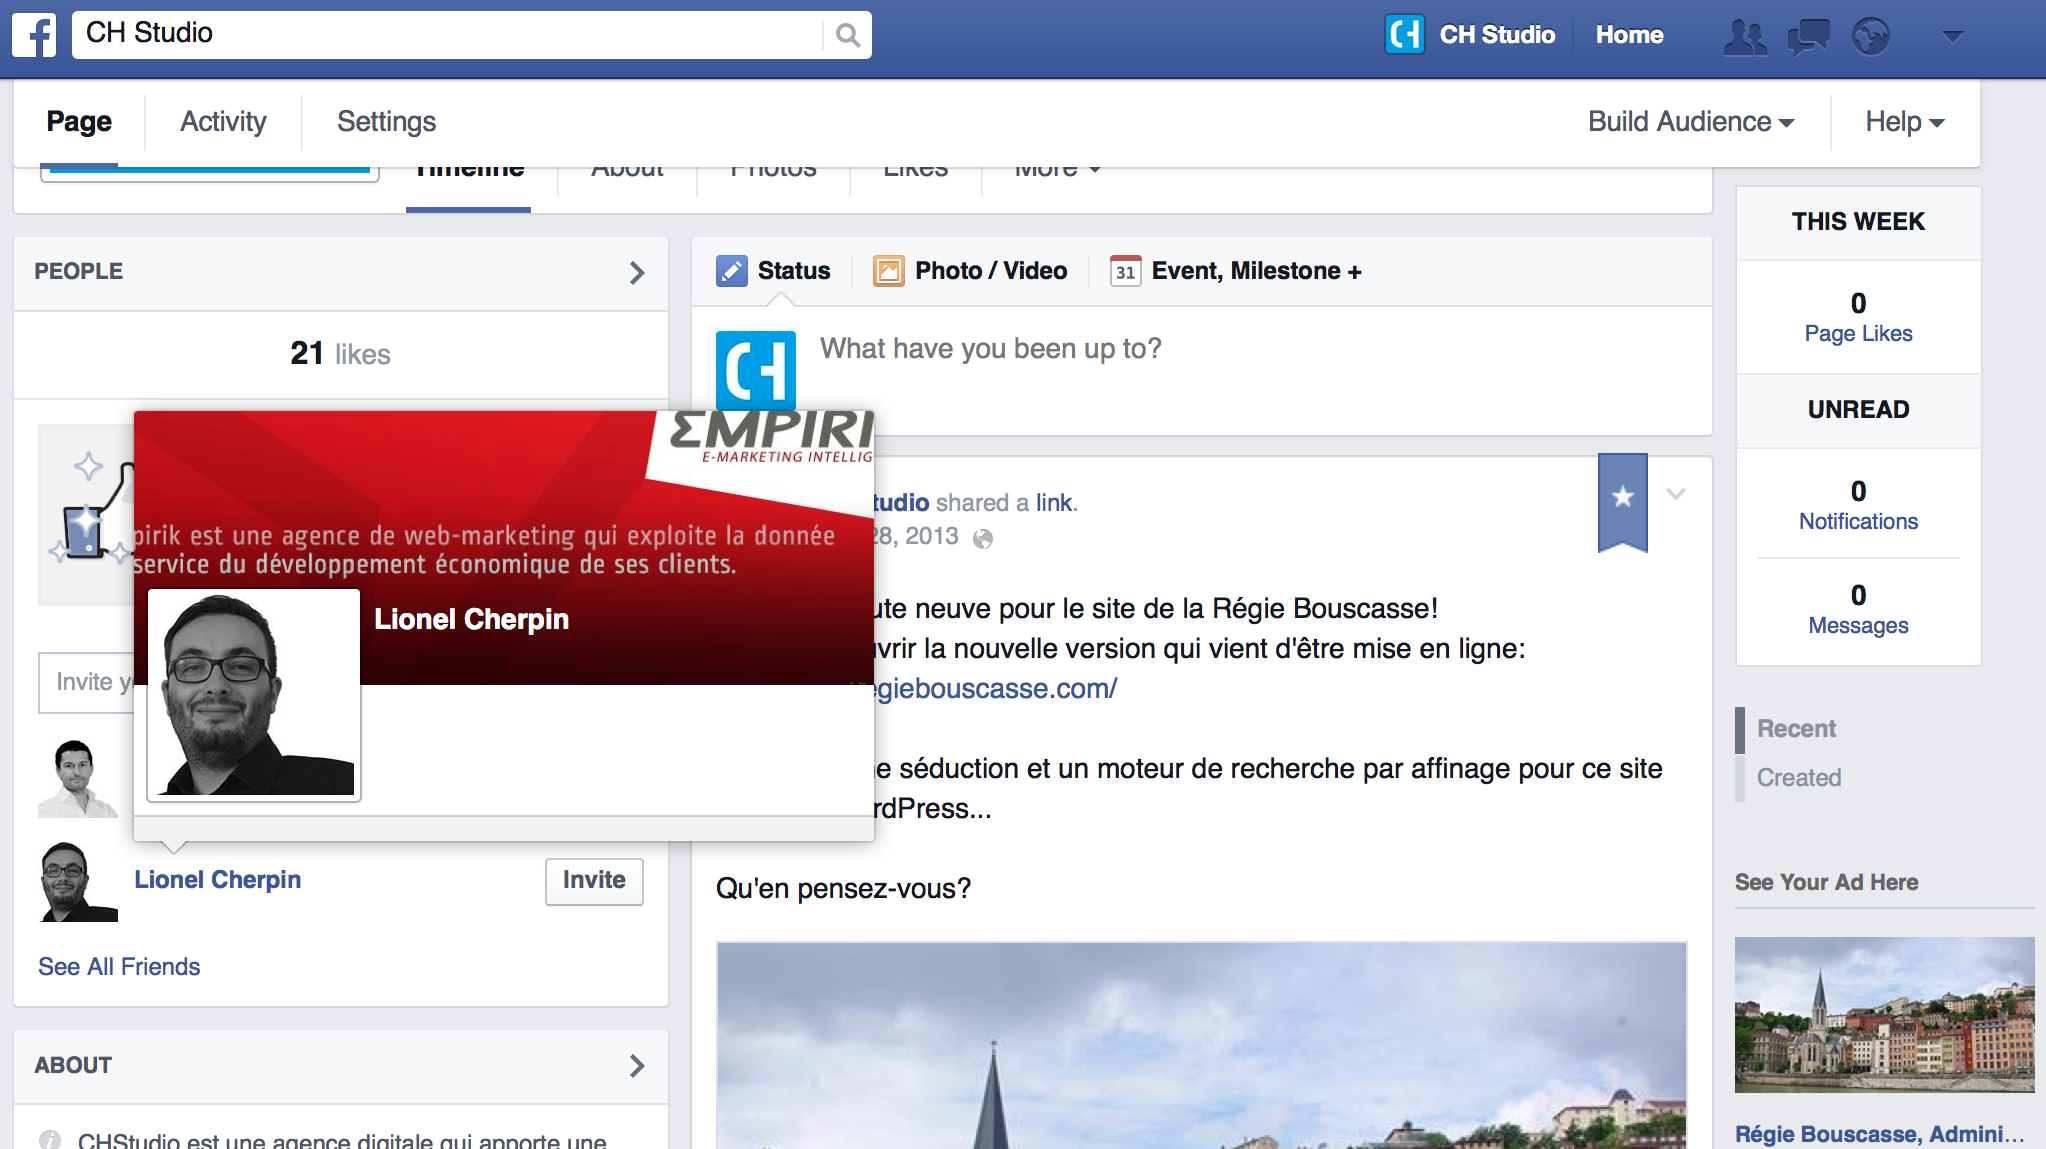 CH Studio
CH Studio
Home
Page
Activity
Settings
Build Audience
Help
Timeline
About
Photos
Likes
More
PEOPLE
21 likes
EMPIRI
E-MARKETING INTELLIG
pirik est une agence de web-marketing qui exploite la donnée
service du développement économique de ses clients.
Lionel Cherpin
Invite y
Lionel Cherpin
Invite
See All Friends
ABOUT
CHStudio est une agence digitale qui apporte une
Status
Photo / Video
31
Event, Milestone +
CH
What have you been up to?
tudio shared a link.
28, 2013
ute neuve pour le site de la Régie Bouscasse!
uvrir la nouvelle version qui vient d'être mise en ligne:
egiebouscasse.com/
e séduction et un moteur de recherche par affinage pour ce site
rdPress...
Qu'en pensez-vous?
THIS WEEK
0
Page Likes
UNREAD
0
Notifications
0
Messages
Recent
Created
See Your Ad Here
Régie Bouscasse, Admini...